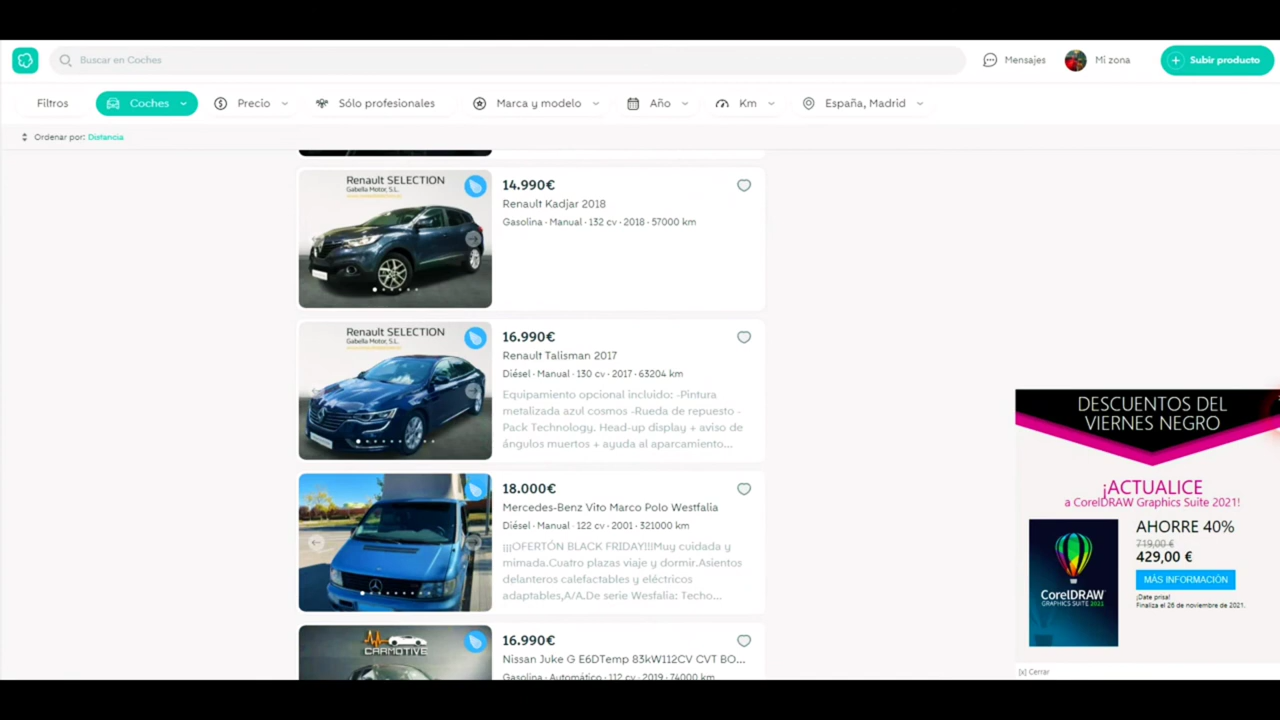 Buscar en Coches
Mensajes
Mi zona
Subir producto
Filtros
Coches
Precio
Sólo profesionales
Marca y modelo
Año
Km
España, Madrid
Ordenar por: Distancia
Renault SELECTION
Gabella Motor, S.L.
14.990€
Renault Kadjar 2018
Gasolina · Manual · 132 cv · 2018 · 57000 km
Renault SELECTION
Gabella Motor, S.L.
16.990€
Renault Talisman 2017
Diésel · Manual · 130 cv · 2017 · 63204 km
Equipamiento opcional incluido: -Pintura
metalizada azul cosmos -Rueda de repuesto -
Pack Technology. Head-up display + aviso de
ángulos muertos + ayuda al aparcamiento...
18.000€
Mercedes-Benz Vito Marco Polo Westfalia
Diésel · Manual · 122 cv · 2001 · 321000 km
¡¡¡OFERTÓN BLACK FRIDAY!!!Muy cuidada y
mimada.Cuatro plazas viaje y dormir.Asientos
delanteros calefactables y eléctricos
adaptables,A/A.De serie Wesfalia: Techo...
CARMOTIVE
16.990€
Nissan Juke G E6DTemp 83kW112CV CVT BO...
Gasolina · Automático · 112 cv · 2019 · 74000 km
DESCUENTOS DEL
VIERNES NEGRO
¡ACTUALICE
a CorelDRAW Graphics Suite 2021!
AHORRE 40%
719,00 €
429,00 €
MÁS INFORMACIÓN
¡Date prisa!
Finaliza el 26 de noviembre de 2021.
CorelDRAW
GRAPHICS SUITE 2021
[x] Cerrar